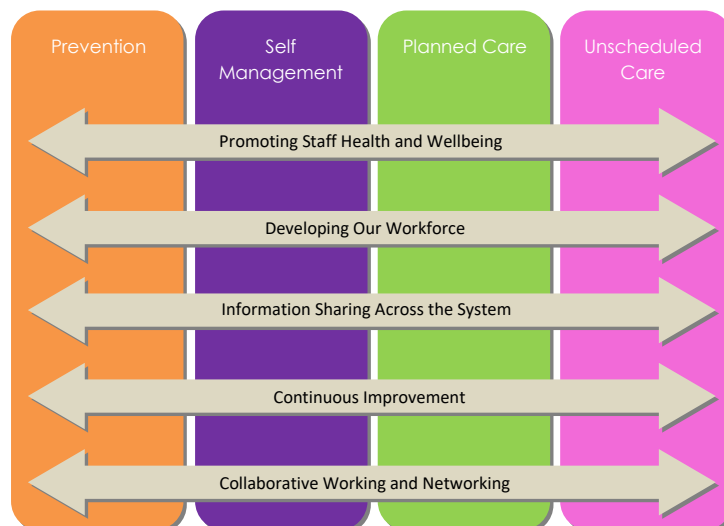 Prevention
Self
Management
Planned Care
Unscheduled
Care
Promoting Staff Health and Wellbeing
Developing Our Workforce
Information Sharing Across the System
Continuous Improvement
Collaborative Working and Networking